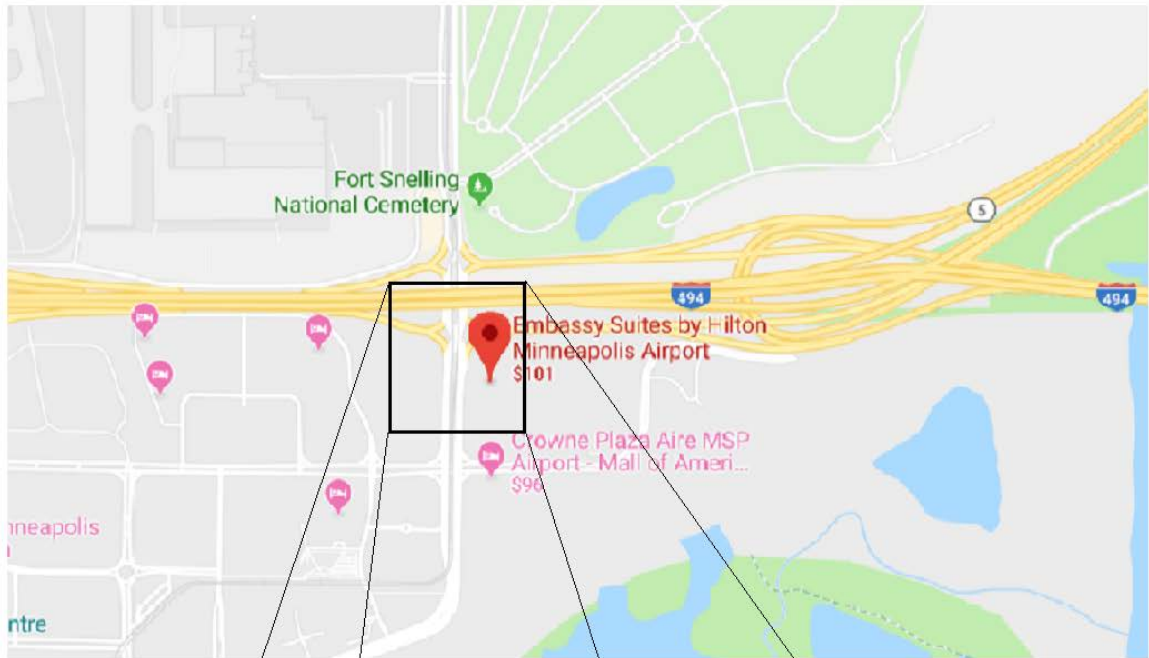 Fort Snelling
National Cemetery
5
494
494
Embassy Suites by Hilton
Minneapolis Airport
$101
Crowne Plaza Aire MSP
Airport - Mall of Ameri...
$96
nneapolis
ntre